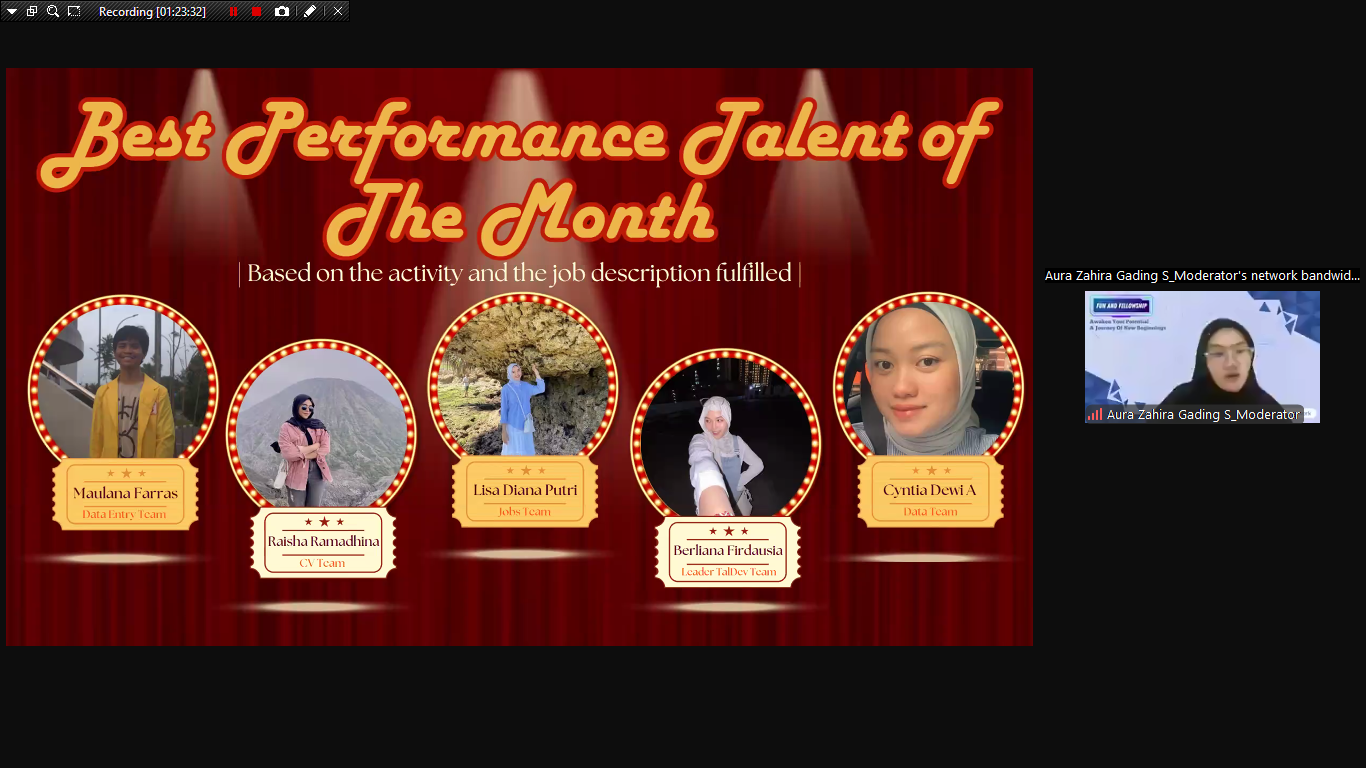 Recording [01:23:32]
Best Performance Talent of
The Month
| Based on the activity and the job description fulfilled |
Maulana Farras
Data Entry Team
Raisha Ramadhina
CV Team
Lisa Diana Putri
Jobs Team
Berliana Firdausia
Leader TalDev Team
Cyntia Dewi A
Data Team
Aura Zahira Gading S_Moderator's network bandwid...
FUN AND FELLOWSHIP
Awaken Your Potential
A Journey Of New Beginnings
Aura Zahira Gading S_Moderator